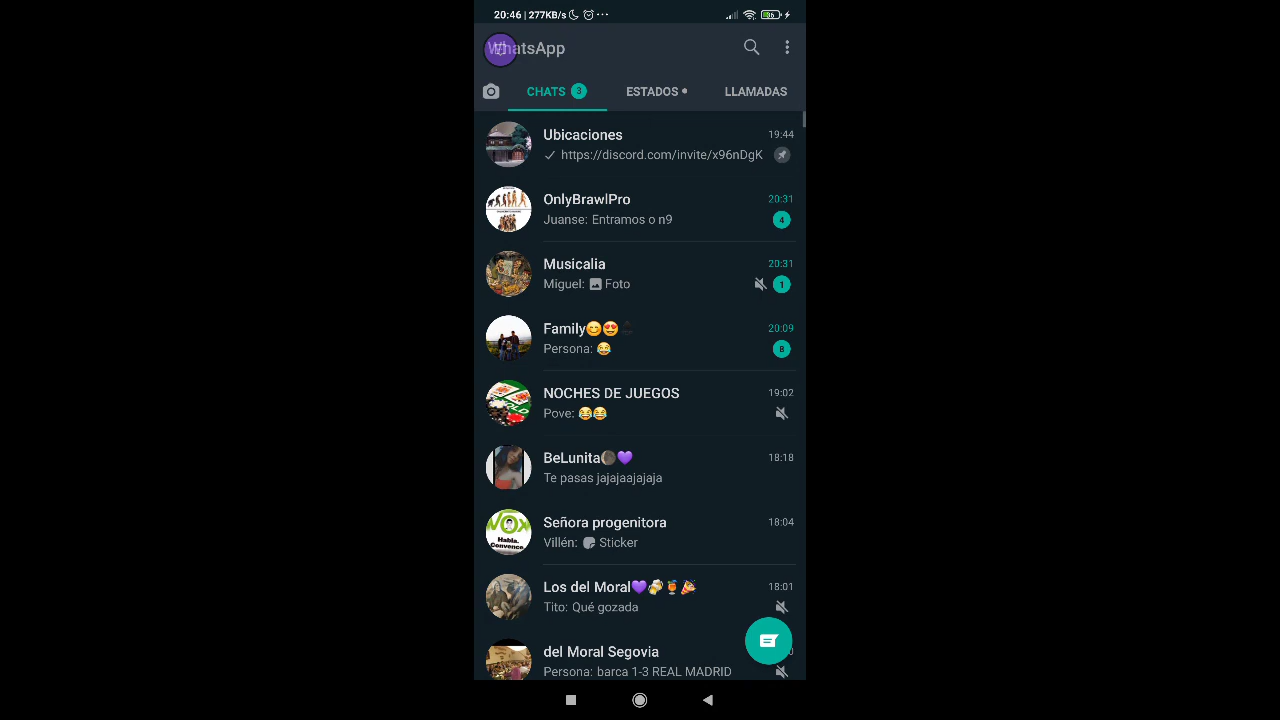 20:46 | 277KB/s ...
WhatsApp
CHATS 3 ESTADOS • LLAMADAS
Ubicaciones 19:44
https://discord.com/invite/x96nDgK
OnlyBrawlPro 20:31
Juanse: Entramos o n9 4
Musicalia 20:31
Miguel: Foto 1
Family😊😍 20:09
Persona: 😂 8
NOCHES DE JUEGOS 19:02
Pove: 😂😂
BeLunita🌘💜 18:18
Te pasas jajajaajajaja
Señora progenitora 18:04
Villén: Sticker
Los del Moral💜🍻🍹🎉 18:01
Tito: Qué gozada
del Moral Segovia
Persona: barca 1-3 REAL MADRID
VOX
Habla.
Convence.